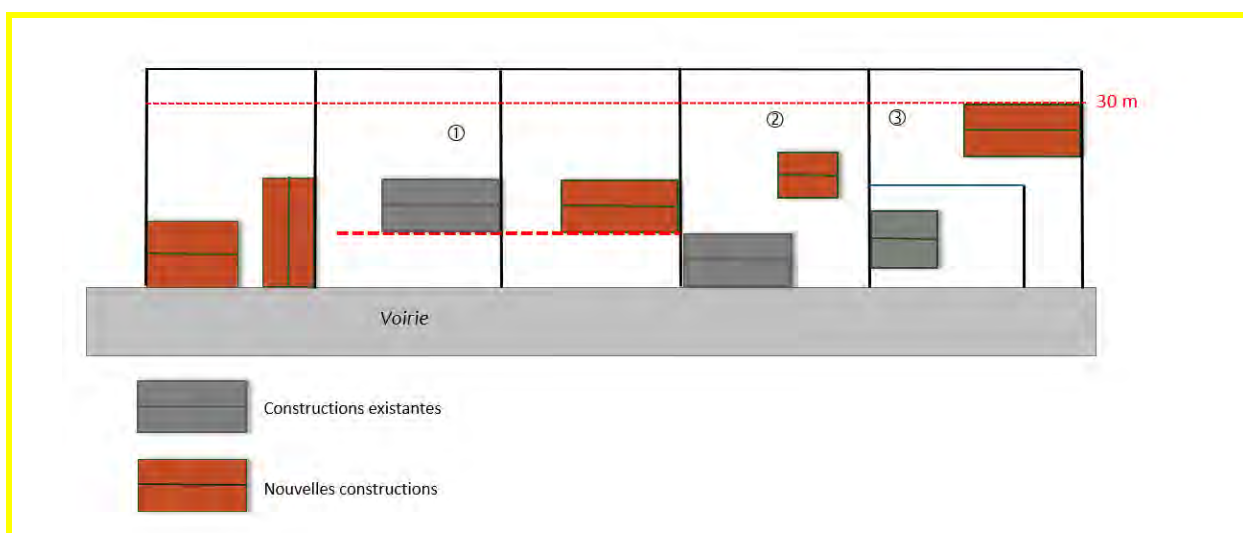 30 m
①
②
③
Voirie
Constructions existantes
Nouvelles constructions